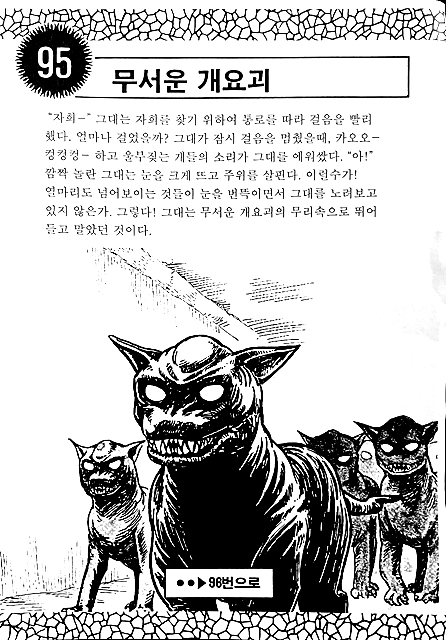 95
무서운 개요괴
“자희–” 그대는 자희를 찾기 위하여 통로를 따라 걸음을 빨리
했다. 얼마나 걸었을까? 그대가 잠시 걸음을 멈췄을때, 카오오–
컹컹컹– 하고 울부짖는 개들의 소리가 그대를 에워쌌다. “아!”
깜짝 놀란 그대는 눈을 크게 뜨고 주위를 살핀다. 이럴수가!
열마리도 넘어보이는 것들이 눈을 번뜩이면서 그대를 노려보고
있지 않은가. 그렇다! 그대는 무서운 개요괴의 무리속으로 뛰어
들고 말았던 것이다.
●●▶96번으로